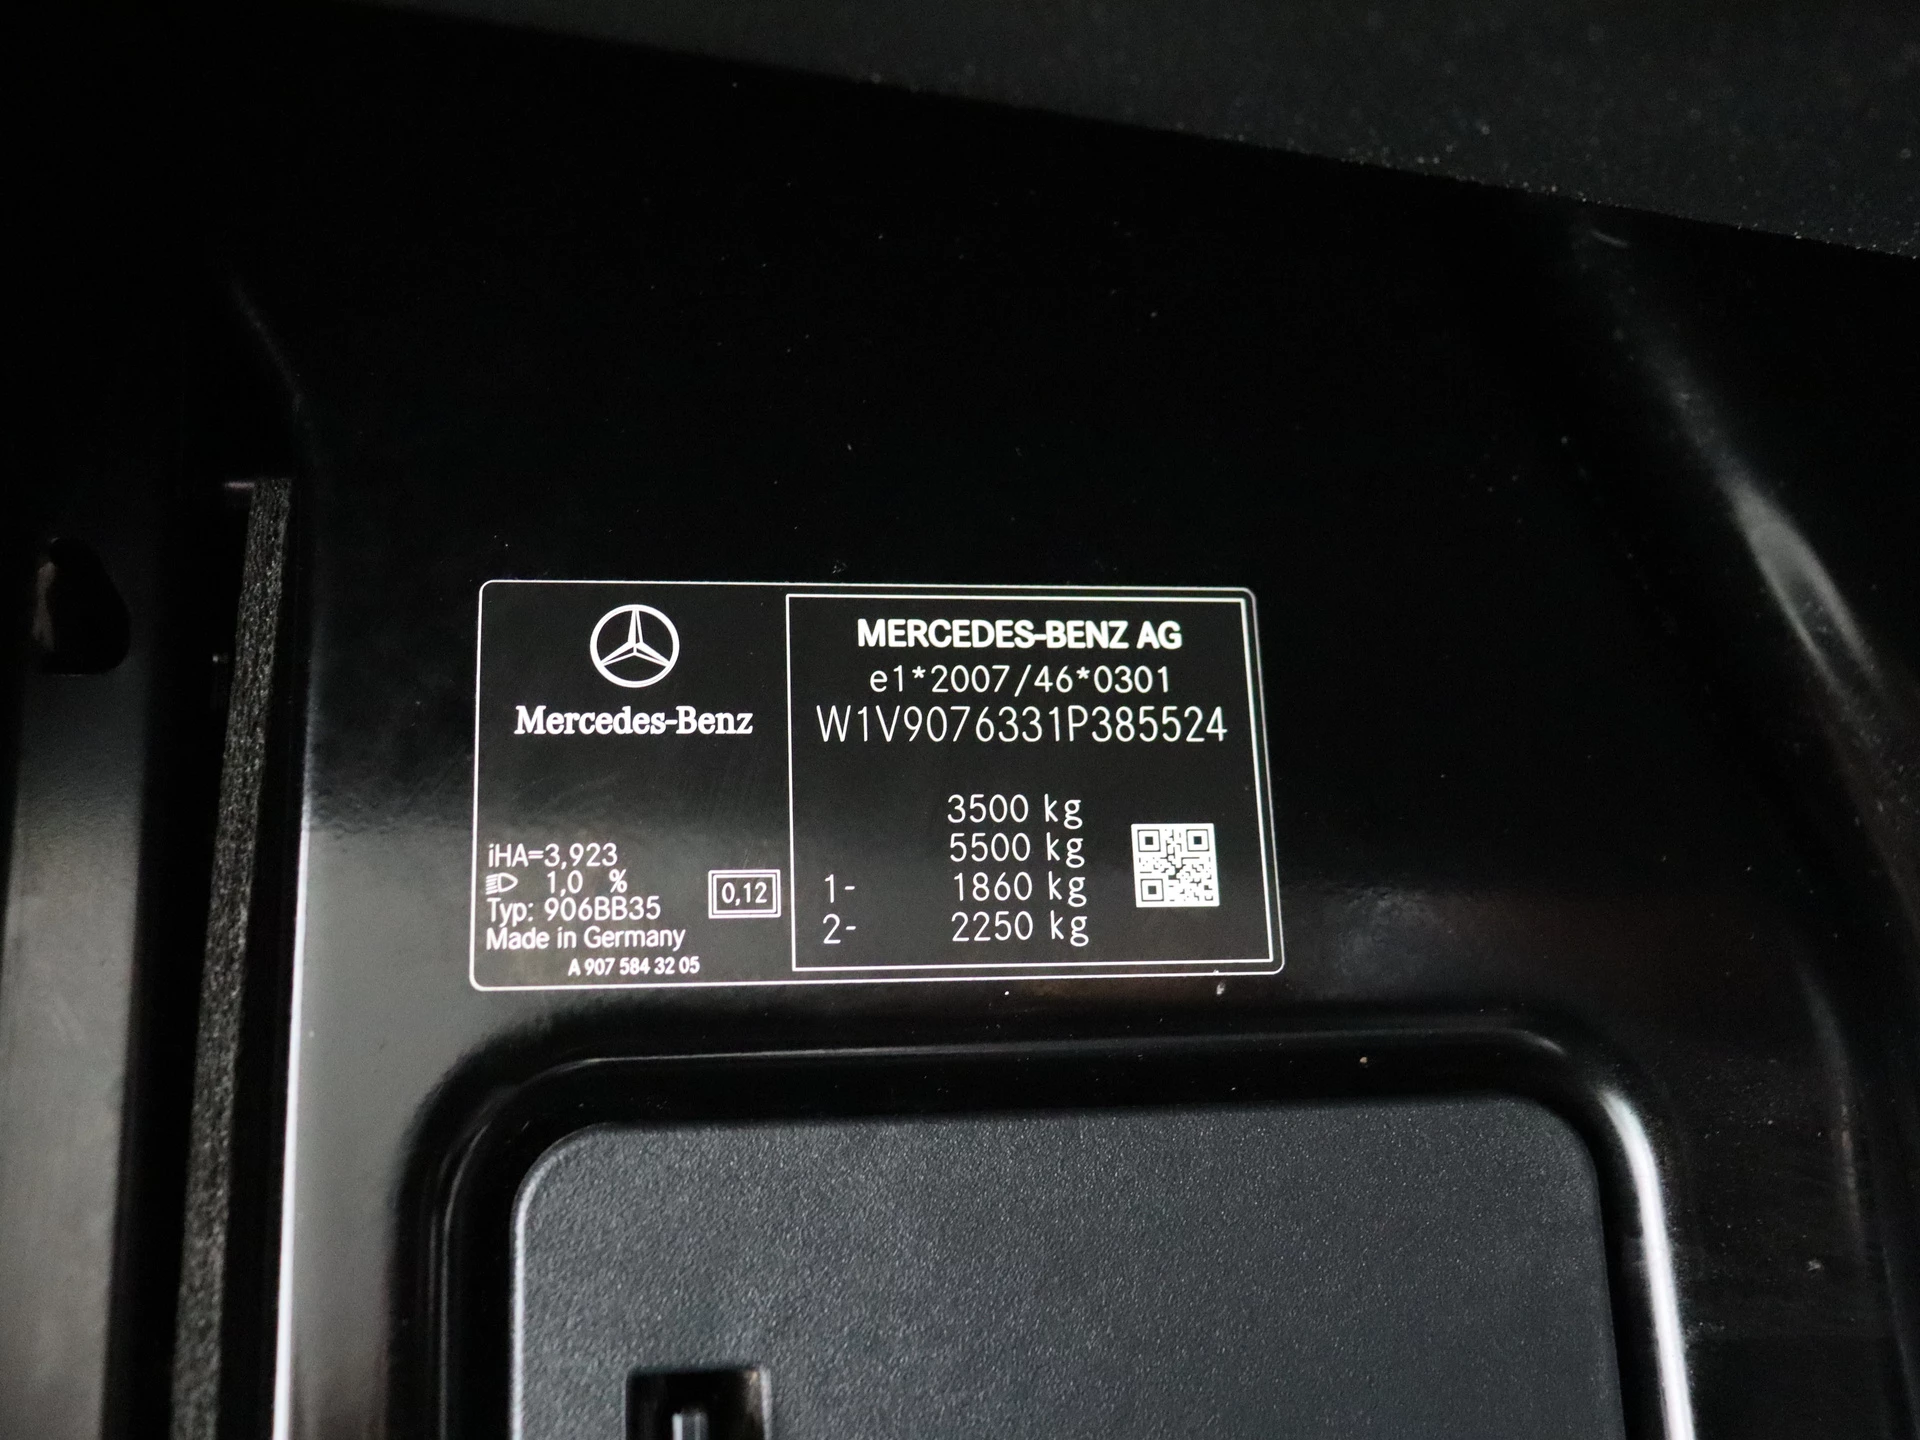 Mercedes-Benz
iHA=3,923
1,0 %
Typ: 906BB35
Made in Germany
A 907 584 32 05
0,12
MERCEDES-BENZ AG
e1*2007/46*0301
W1V9076331P385524
3500 kg
5500 kg
1- 1860 kg
2- 2250 kg